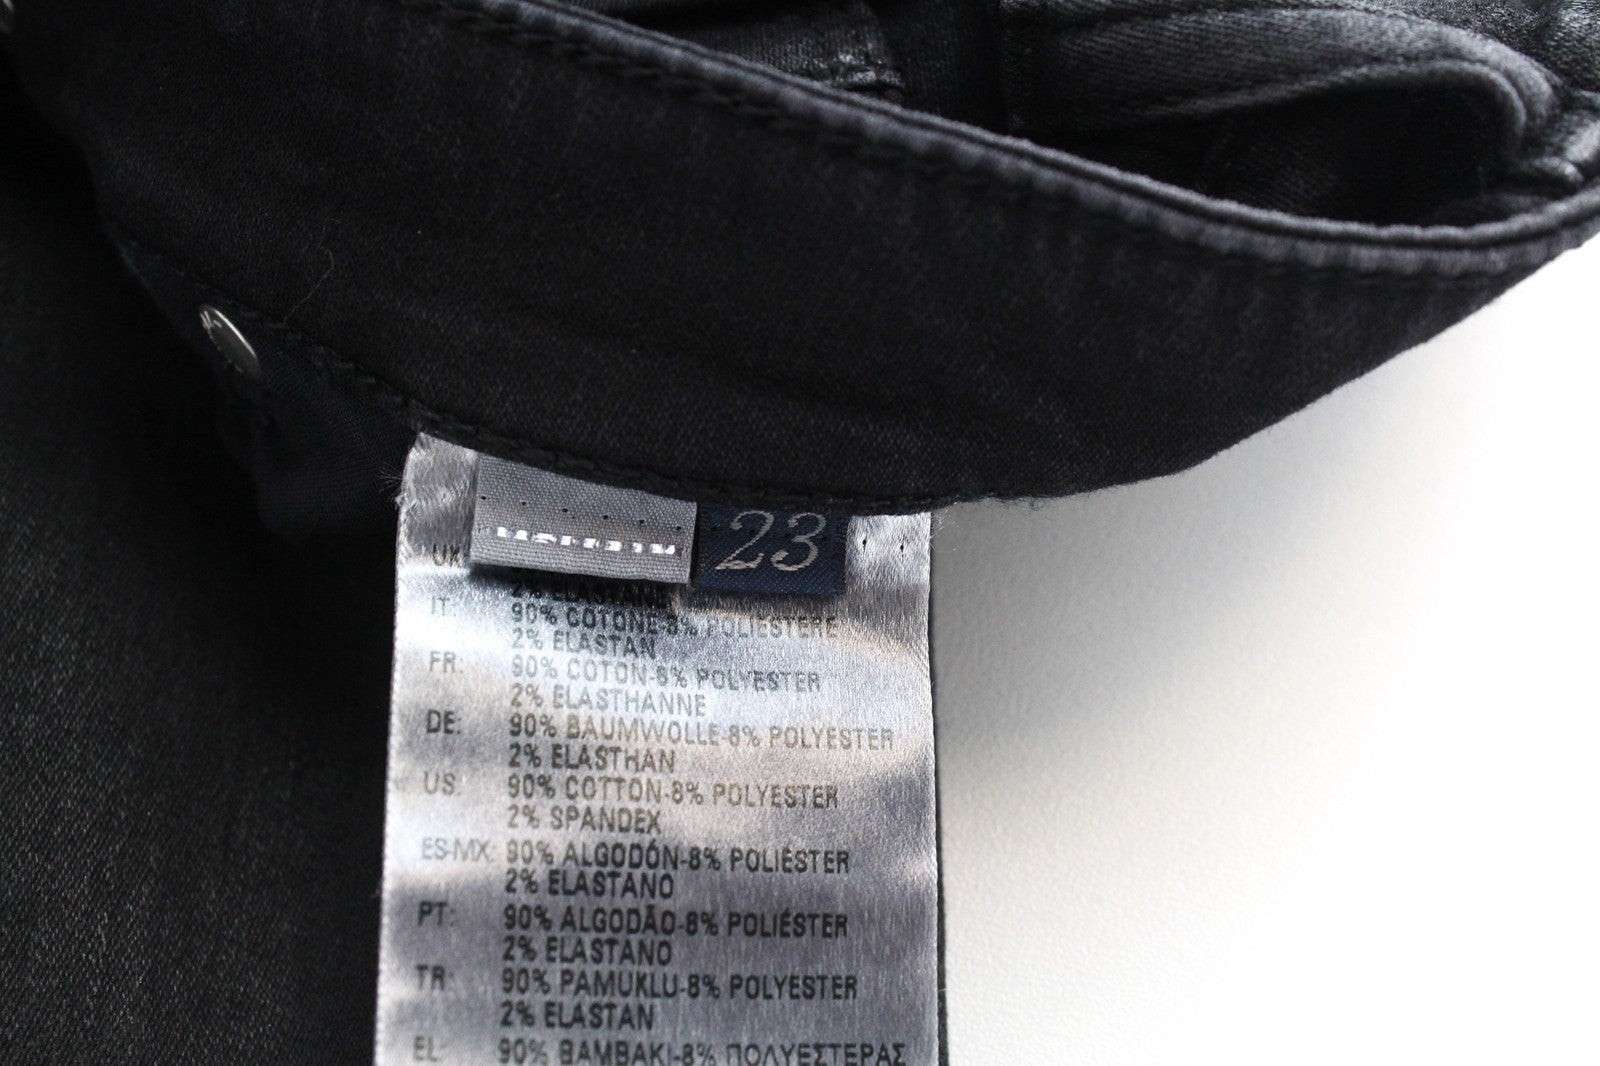 23
UK:
2% ELASTANNE
IT: 90% COTONE-8% POLIESTERE
2% ELASTAN
FR: 90% COTON-8% POLYESTER
2% ELASTHANNE
DE: 90% BAUMWOLLE-8% POLYESTER
2% ELASTHAN
US: 90% COTTON-8% POLYESTER
2% SPANDEX
ES-MX: 90% ALGODÓN-8% POLIÉSTER
2% ELASTANO
PT: 90% ALGODÃO-8% POLIÉSTER
2% ELASTANO
TR: 90% PAMUKLU-8% POLYESTER
2% ELASTAN
EL: 90% BAMBAKI-8% ΠΟΛΥΕΣΤΕΡΑΣ